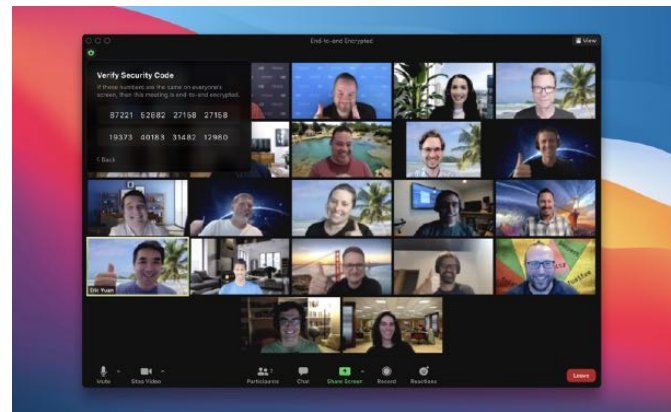 End-to-end Encrypted
View
Verify Security Code
If these numbers are the same on everyone's
screen, then this meeting is end-to-end encrypted.
87221 52882 27158 27158
19373 40183 31482 12980
Back
Eric Yuan
Mute
Stop Video
Participants
Chat
Share Screen
Record
Reactions
Leave